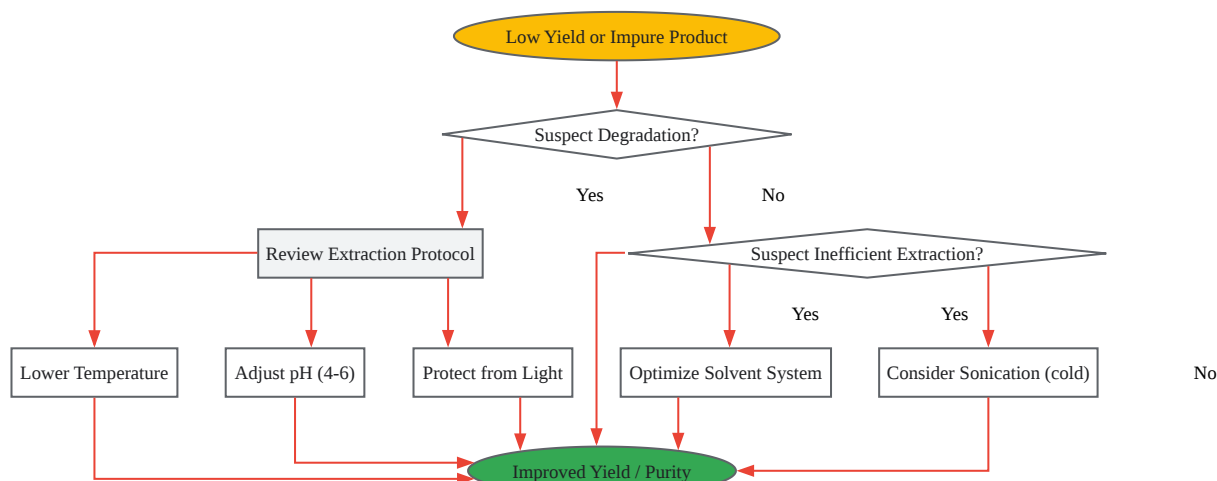 Low Yield or Impure Product
Suspect Degradation?
Yes
No
Review Extraction Protocol
Suspect Inefficient Extraction?
Yes
Yes
Lower Temperature
Adjust pH (4-6)
Protect from Light
Optimize Solvent System
Consider Sonication (cold)
No
Improved Yield / Purity